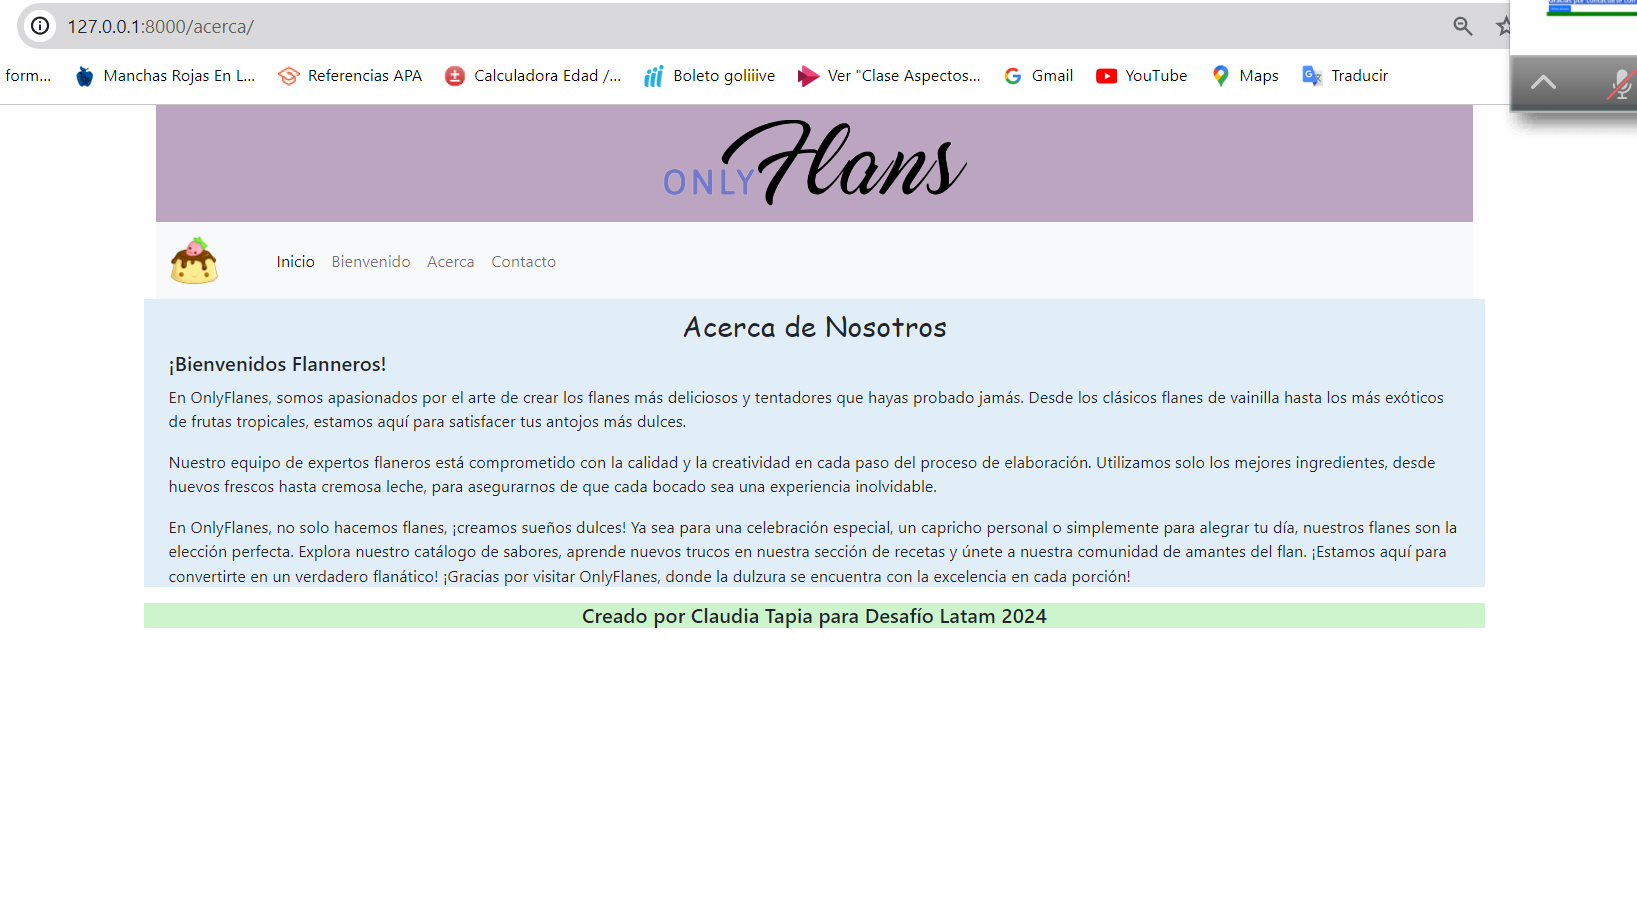 127.0.0.1:8000/acerca/
form... Manchas Rojas En L... Referencias APA Calculadora Edad /... Boleto goliiive Ver "Clase Aspectos... Gmail YouTube Maps Traducir
ONLY Flans
Inicio Bienvenido Acerca Contacto
Acerca de Nosotros
¡Bienvenidos Flanneros!
En OnlyFlanes, somos apasionados por el arte de crear los flanes más deliciosos y tentadores que hayas probado jamás. Desde los clásicos flanes de vainilla hasta los más exóticos
de frutas tropicales, estamos aquí para satisfacer tus antojos más dulces.
Nuestro equipo de expertos flaneros está comprometido con la calidad y la creatividad en cada paso del proceso de elaboración. Utilizamos solo los mejores ingredientes, desde
huevos frescos hasta cremosa leche, para asegurarnos de que cada bocado sea una experiencia inolvidable.
En OnlyFlanes, no solo hacemos flanes, ¡creamos sueños dulces! Ya sea para una celebración especial, un capricho personal o simplemente para alegrar tu día, nuestros flanes son la
elección perfecta. Explora nuestro catálogo de sabores, aprende nuevos trucos en nuestra sección de recetas y únete a nuestra comunidad de amantes del flan. ¡Estamos aquí para
convertirte en un verdadero flanático! ¡Gracias por visitar OnlyFlanes, donde la dulzura se encuentra con la excelencia en cada porción!
Creado por Claudia Tapia para Desafío Latam 2024